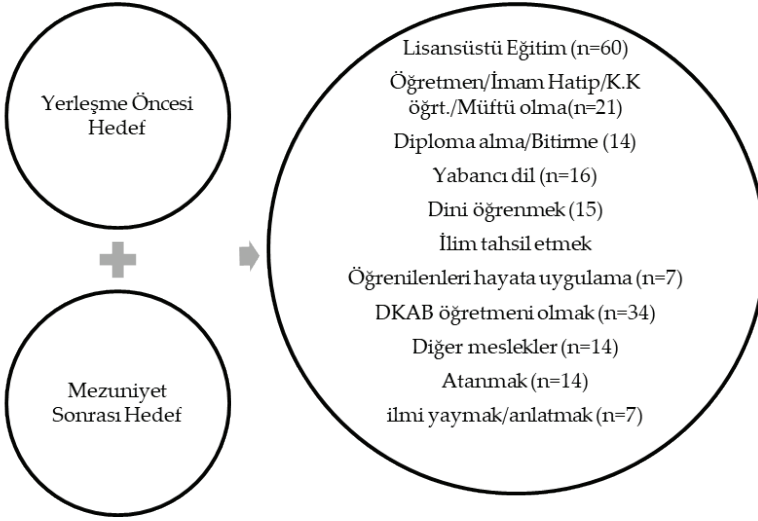 Yerleşme Öncesi
Hedef
Mezuniyet
Sonrası Hedef
Lisansüstü Eğitim (n=60)
Öğretmen/İmam Hatip/K.K
öğrt./Müftü olma(n=21)
Diploma alma/Bitirme (14)
Yabancı dil (n=16)
Dini öğrenmek (15)
İlim tahsil etmek
Öğrenilenleri hayata uygulama (n=7)
DKAB öğretmeni olmak (n=34)
Diğer meslekler (n=14)
Atanmak (n=14)
ilmi yaymak/anlatmak (n=7)